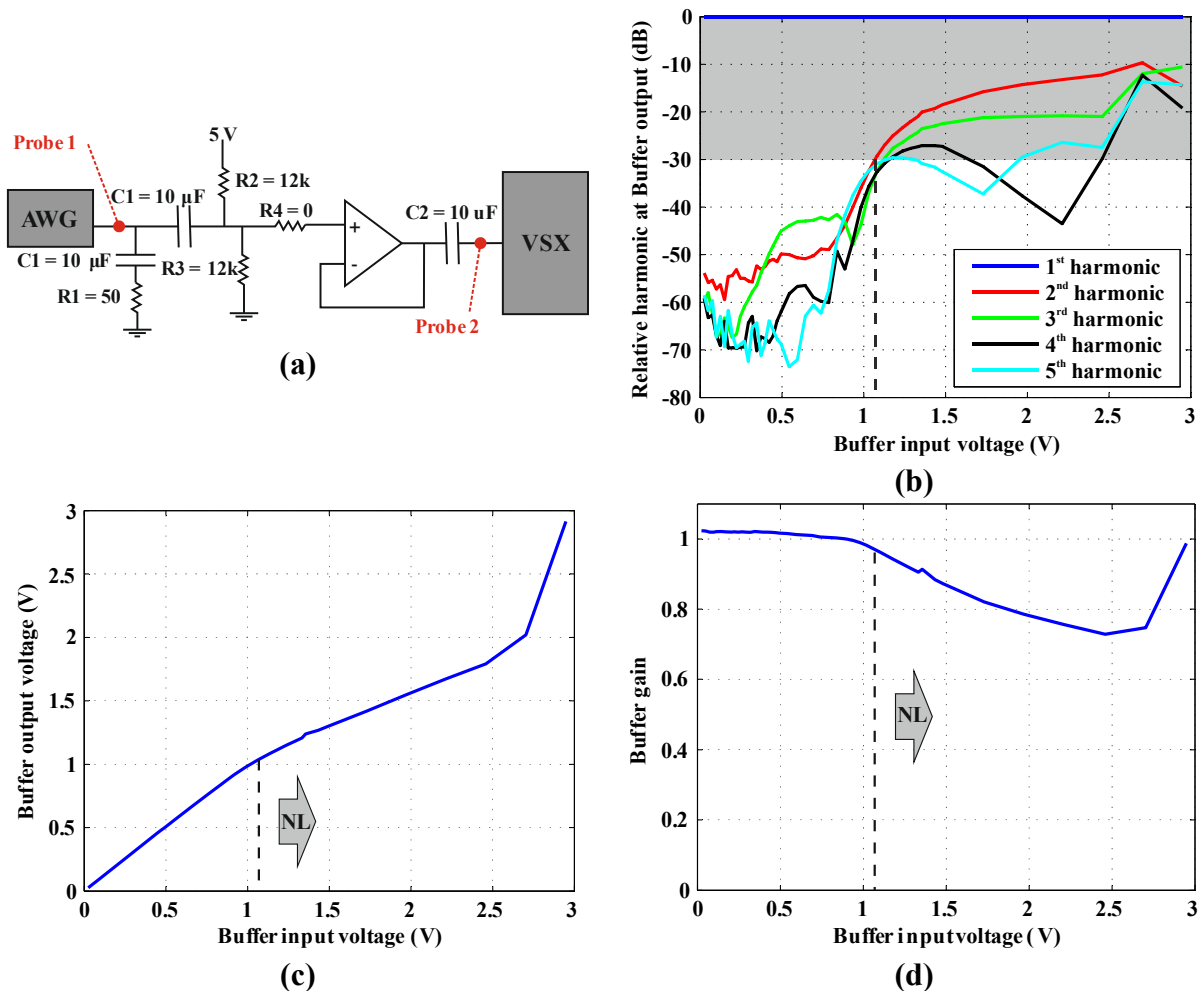 5 V
Probe 1
C1 = 10 µF
R2 = 12k
R4 = 0
C2 = 10 uF
AWG
+
-
VSX
C1 = 10 µF
R3 = 12k
R1 = 50
Probe 2
(a)
Relative harmonic at Buffer output (dB)
0
-10
-20
-30
-40
-50
-60
-70
-80
1st harmonic
2nd harmonic
3rd harmonic
4th harmonic
5th harmonic
0 0.5 1 1.5 2 2.5 3
Buffer input voltage (V)
(b)
Buffer output voltage (V)
3
2.5
2
1.5
1
0.5
0
NL
0 0.5 1 1.5 2 2.5 3
Buffer input voltage (V)
(c)
Buffer gain
1
0.8
0.6
0.4
0.2
0
NL
0 0.5 1 1.5 2 2.5 3
Buffer input voltage (V)
(d)